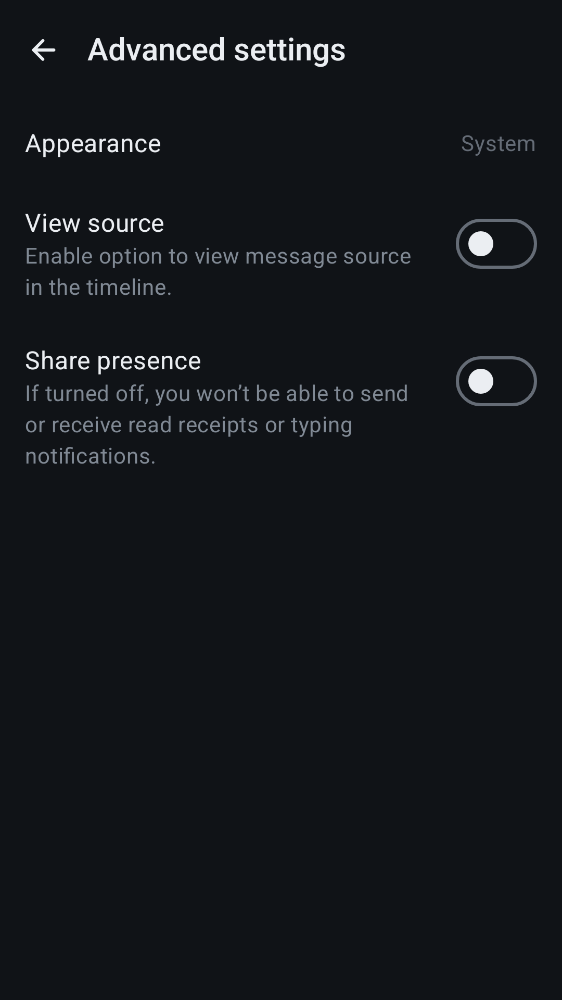 Advanced settings
Appearance
System
View source
Enable option to view message source
in the timeline.
Share presence
If turned off, you won’t be able to send
or receive read receipts or typing
notifications.